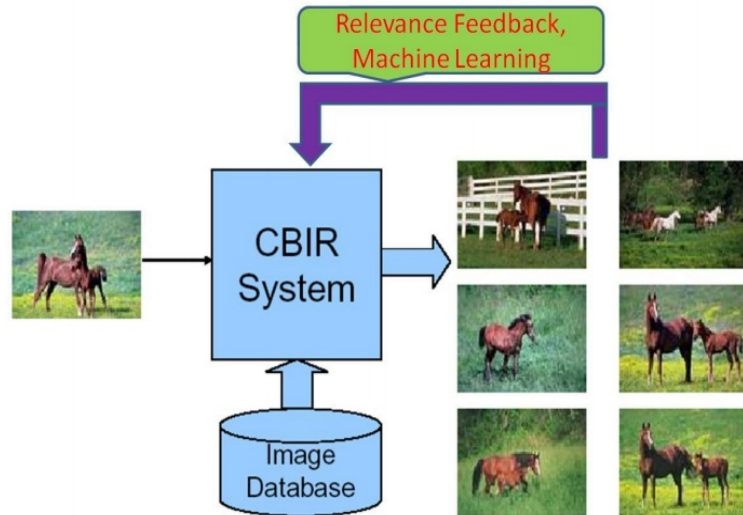 Relevance Feedback,
Machine Learning
CBIR
System
Image
Database